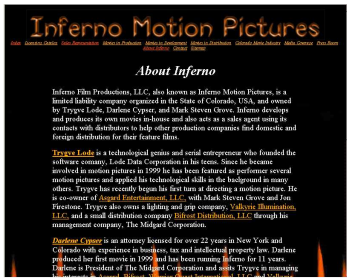 Inferno Motion Pictures
About Inferno
Inferno Film Productions, LLC, also known as Inferno Motion Pictures, is a
limited liability company organized in the State of Colorado, USA, and owned
by Trygve Lode, Darlene Cypser, and Mark Steven Grove. Inferno develops
and produces its own movies in-house and also acts as a sales agent using its
contacts with distributors to help other production companies find domestic and
foreign distribution for their feature films.
Trygve Lode is a technological genius and serial entrepreneur who founded the
software comany, Lode Data Corporation in his teens. Since he became
involved in motion pictures in 1999 he has been featured as performer several
motion pictures and applied his technological skills in the background in many
others. Trygve has recently begun his first turn at directing a motion picture. He
is co-owner of Asgard Entertainment, LLC, with Mark Steven Grove and Jon
Firestone. Trygve also owns a lighting and grip company, Valkyrie Illumination,
LLC, and a small distribution company Bifrost Distribution, LLC through his
management company, The Midgard Corporation.
Darlene Cypser is an attorney licensed for over 22 years in New York and
Colorado with experience in business, tax and intellectual property law. Darlene
produced her first movie in 1999 and has been running Inferno for 11 years.
Darlene is President of The Midgard Corporation and assists Trygve in managing